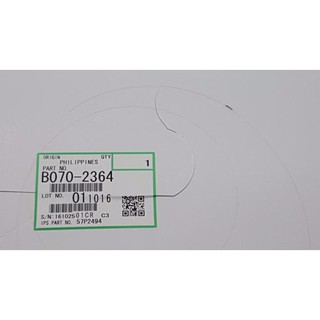 ORIGIN QTY
PHILIPPINES 1
PART NO.
B070-2364
LOT NO. 011016
S/N:16102501CR C3
IPS PART NO. 57P2494